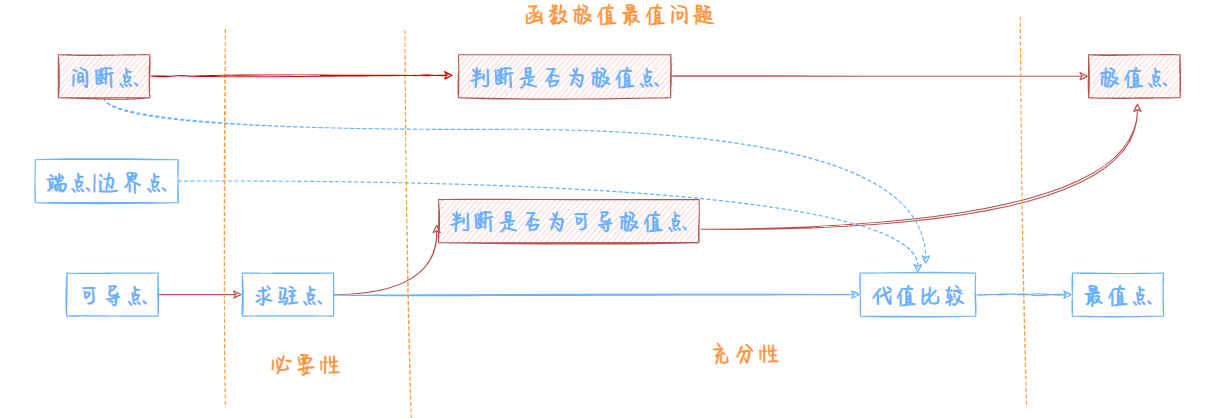 函数极值最值问题
间断点
判断是否为极值点
极值点
端点|边界点
判断是否为可导极值点
可导点
求驻点
代值比较
最值点
必要性
充分性